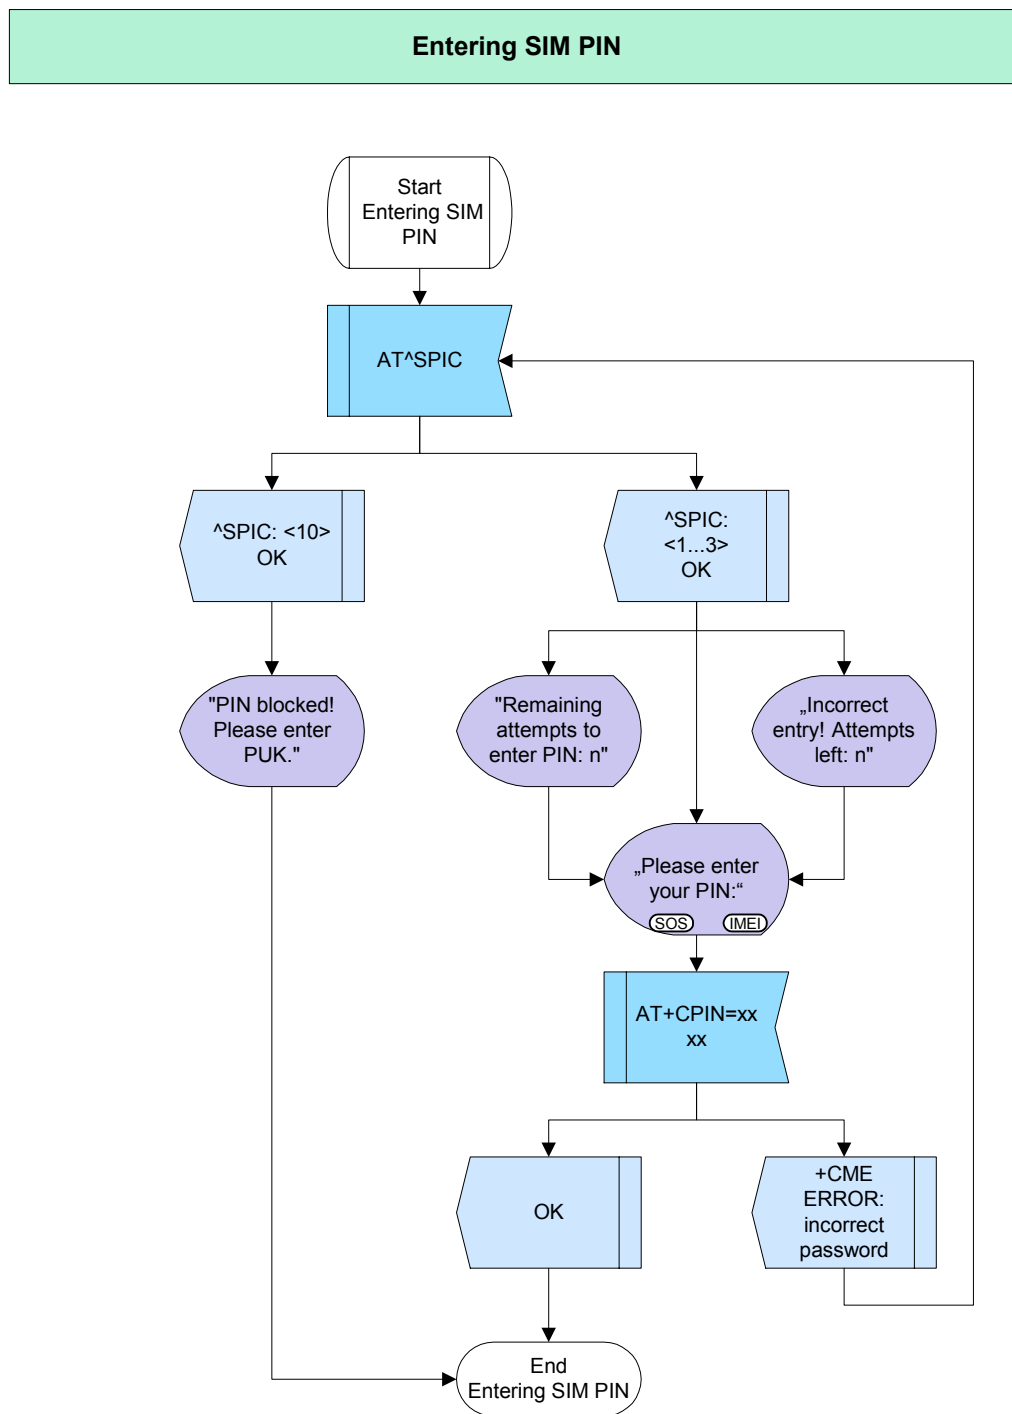 Entering SIM PIN
Start
Entering SIM
PIN
AT^SPIC
^SPIC: <10>
OK
^SPIC:
<1...3>
OK
"PIN blocked!
Please enter
PUK."
"Remaining
attempts to
enter PIN: n"
„Incorrect
entry! Attempts
left: n"
„Please enter
your PIN:“
SOS
IMEI
AT+CPIN=xx
xx
OK
+CME
ERROR:
incorrect
password
End
Entering SIM PIN